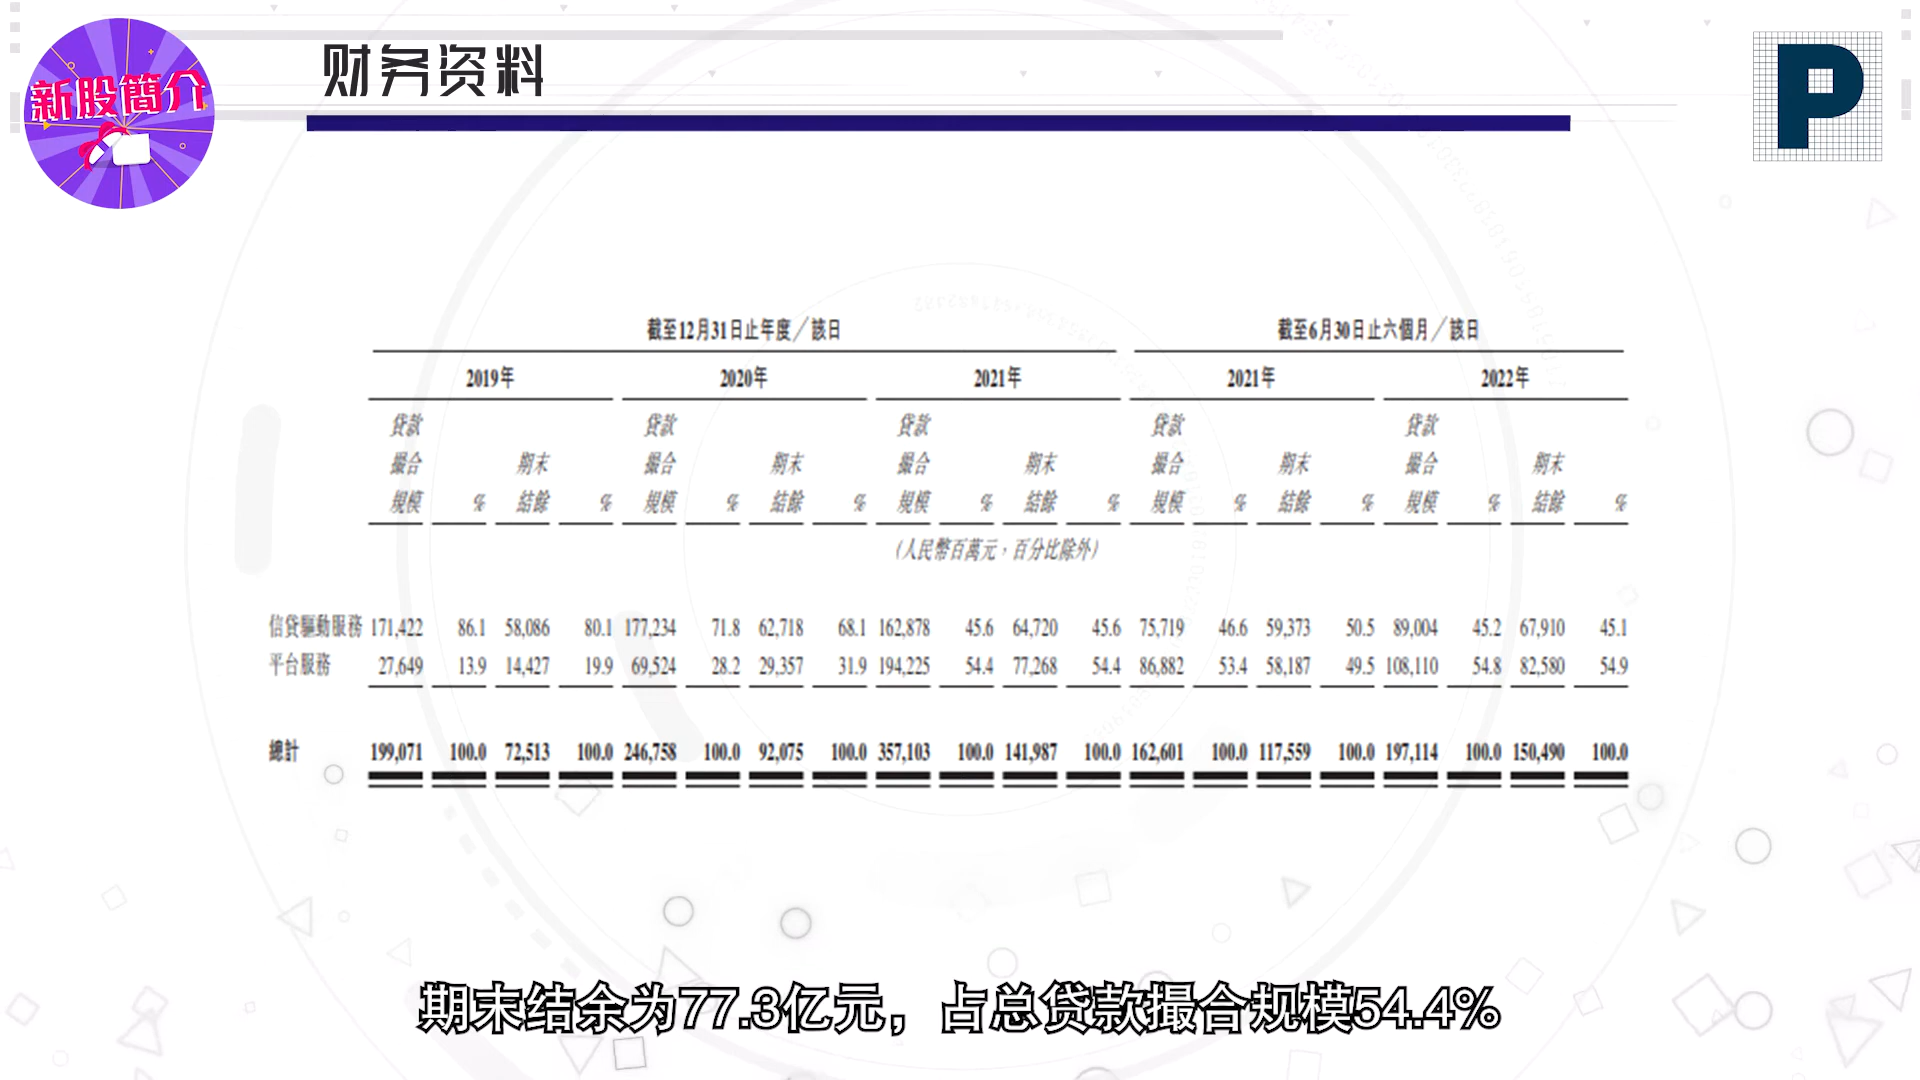 新股簡介
财务资料
P
截至12月31日止年度／該日 截至6月30日止六個月／該日
2019年 2020年 2021年 2021年 2022年
貸款 貸款 貸款 貸款 貸款
撮合 期末 撮合 期末 撮合 期末 撮合 期末 撮合 期末
規模 % 結餘 % 規模 % 結餘 % 規模 % 結餘 % 規模 % 結餘 % 規模 % 結餘 %
(人民幣百萬元，百分比除外)
信貸驅動服務 171,422 86.1 58,086 80.1 177,234 71.8 62,718 68.1 162,878 45.6 64,720 45.6 75,719 46.6 59,373 50.5 89,004 45.2 67,910 45.1
平台服務 27,649 13.9 14,427 19.9 69,524 28.2 29,357 31.9 194,225 54.4 77,268 54.4 86,882 53.4 58,187 49.5 108,110 54.8 82,580 54.9
總計 199,071 100.0 72,513 100.0 246,758 100.0 92,075 100.0 357,103 100.0 141,987 100.0 162,601 100.0 117,559 100.0 197,114 100.0 150,490 100.0
期末结余为77.3亿元，占总贷款撮合规模54.4%